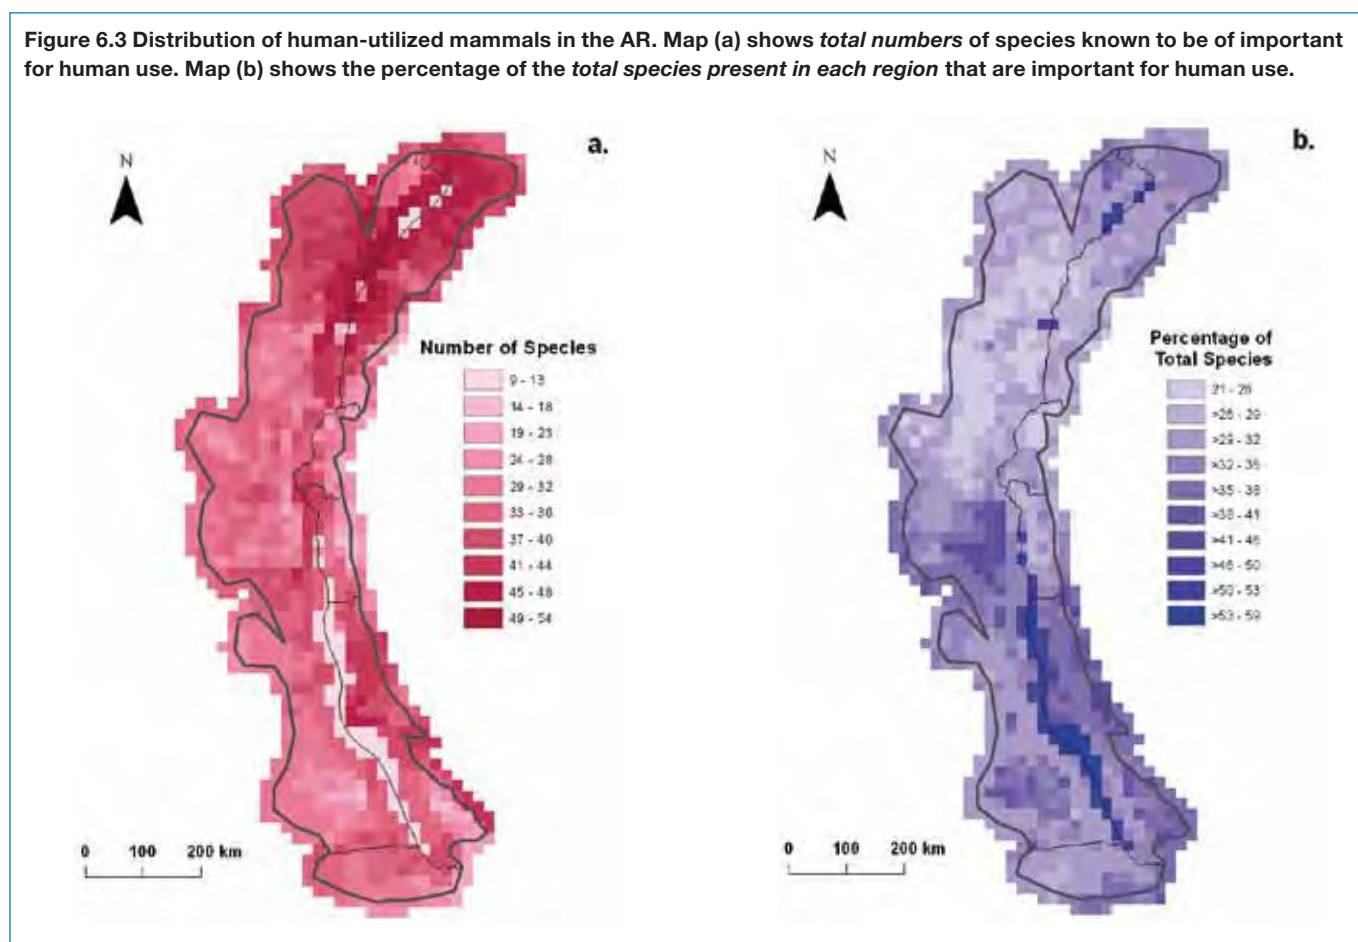 Figure 6.3 Distribution of human-utilized mammals in the AR. Map (a) shows total numbers of species known to be of important
for human use. Map (b) shows the percentage of the total species present in each region that are important for human use.
a.
N
Number of Species
9 - 13
14 - 18
19 - 23
24 - 28
29 - 32
33 - 36
37 - 40
41 - 44
45 - 48
49 - 54
0 100 200 km
b.
N
Percentage of
Total Species
>29 - 32
>38 - 41
>46 - 50
>50 - 53
>53 - 59
0 100 200 km